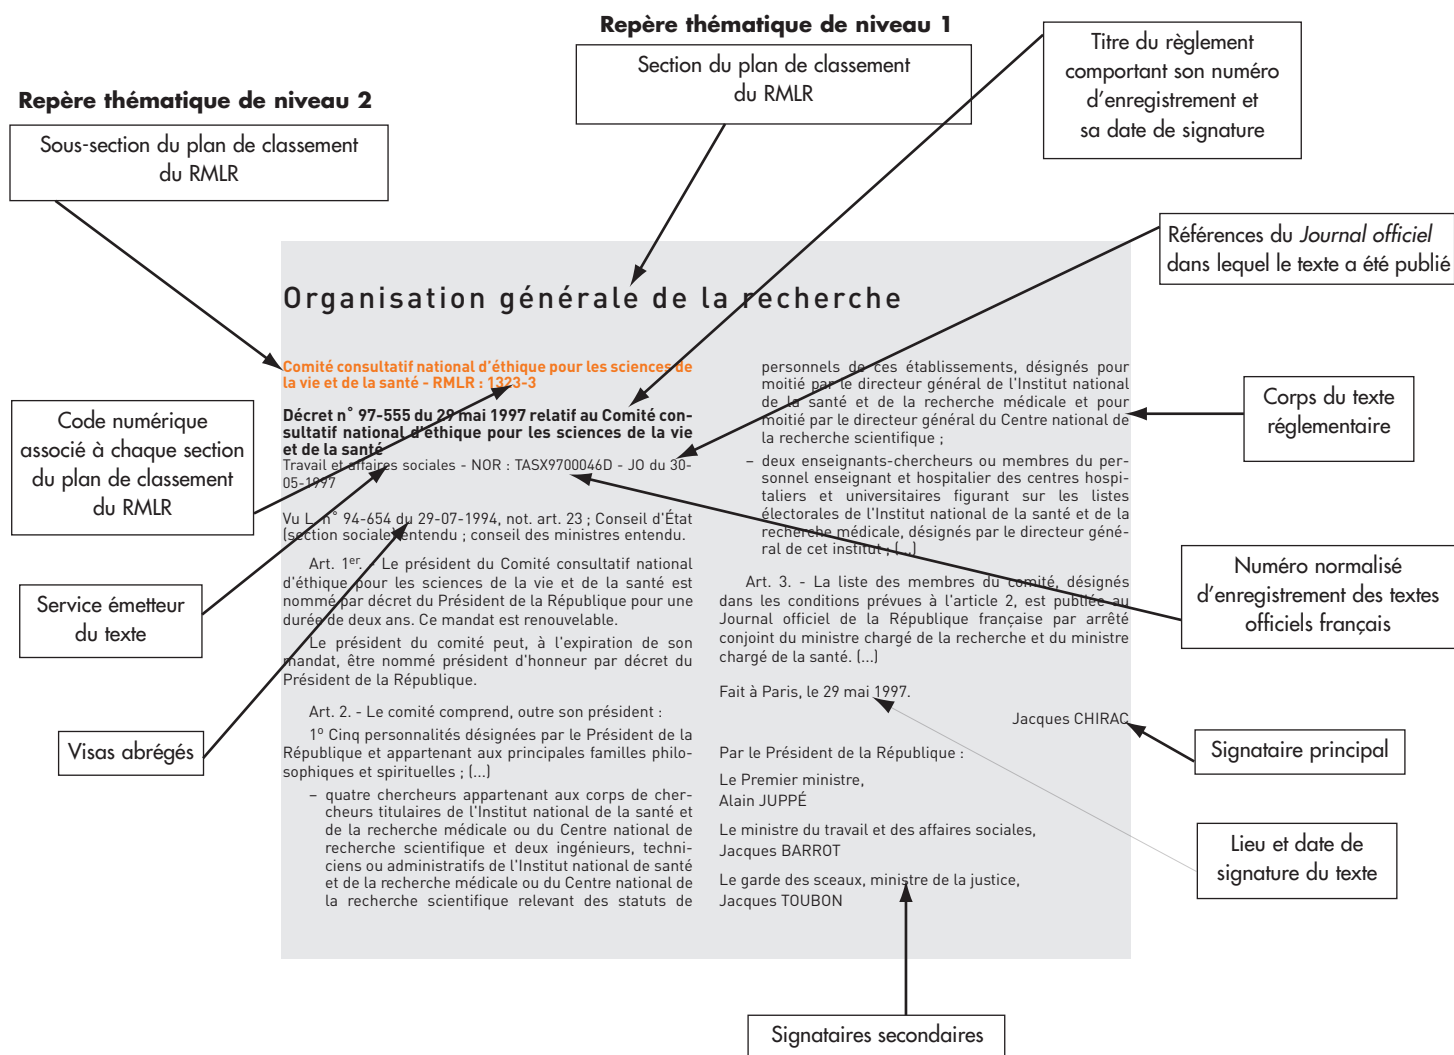 Repère thématique de niveau 1
Section du plan de classement
du RMLR
Titre du règlement
comportant son numéro
d'enregistrement et
sa date de signature
Repère thématique de niveau 2
Sous-section du plan de classement
du RMLR
Références du Journal officiel
dans lequel le texte a été publié
Organisation générale de la recherche
Comité consultatif national d'éthique pour les sciences de
la vie et de la santé - RMLR : 1323-3
Décret n° 97-555 du 29 mai 1997 relatif au Comité con-
sultatif national d'éthique pour les sciences de la vie
et de la santé
Travail et affaires sociales - NOR : TASX9700046D - JO du 30-
05-1997
Vu L. n° 94-654 du 29-07-1994, not. art. 23 ; Conseil d'État
(section sociale) entendu ; conseil des ministres entendu.
Art. 1er. - Le président du Comité consultatif national
d'éthique pour les sciences de la vie et de la santé est
nommé par décret du Président de la République pour une
durée de deux ans. Ce mandat est renouvelable.
Le président du comité peut, à l'expiration de son
mandat, être nommé président d'honneur par décret du
Président de la République.
Art. 2. - Le comité comprend, outre son président :
1° Cinq personnalités désignées par le Président de la
République et appartenant aux principales familles philo-
sophiques et spirituelles ; (...)
– quatre chercheurs appartenant aux corps de cher-
cheurs titulaires de l'Institut national de la santé et
de la recherche médicale ou du Centre national de
recherche scientifique et deux ingénieurs, techni-
ciens ou administratifs de l'Institut national de santé
et de la recherche médicale ou du Centre national de
la recherche scientifique relevant des statuts de
personnels de ces établissements, désignés pour
moitié par le directeur général de l'Institut national
de la santé et de la recherche médicale et pour
moitié par le directeur général du Centre national de
la recherche scientifique ;
– deux enseignants-chercheurs ou membres du per-
sonnel enseignant et hospitalier des centres hospi-
taliers et universitaires figurant sur les listes
électorales de l'Institut national de la santé et de la
recherche médicale, désignés par le directeur géné-
ral de cet institut ; (...)
Art. 3. - La liste des membres du comité, désignés
dans les conditions prévues à l'article 2, est publiée au
Journal officiel de la République française par arrêté
conjoint du ministre chargé de la recherche et du ministre
chargé de la santé. (...)
Fait à Paris, le 29 mai 1997.
Jacques CHIRAC
Par le Président de la République :
Le Premier ministre,
Alain JUPPÉ
Le ministre du travail et des affaires sociales,
Jacques BARROT
Le garde des sceaux, ministre de la justice,
Jacques TOUBON
Code numérique
associé à chaque section
du plan de classement
du RMLR
Service émetteur
du texte
Visas abrégés
Corps du texte
réglementaire
Numéro normalisé
d'enregistrement des textes
officiels français
Signataire principal
Lieu et date de
signature du texte
Signataires secondaires